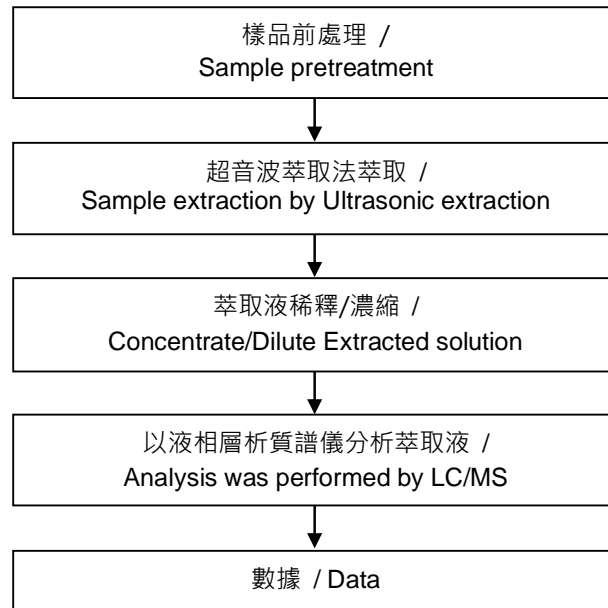 樣品前處理 /
Sample pretreatment
超音波萃取法萃取 /
Sample extraction by Ultrasonic extraction
萃取液稀釋/濃縮 /
Concentrate/Dilute Extracted solution
以液相層析質譜儀分析萃取液 /
Analysis was performed by LC/MS
數據 / Data